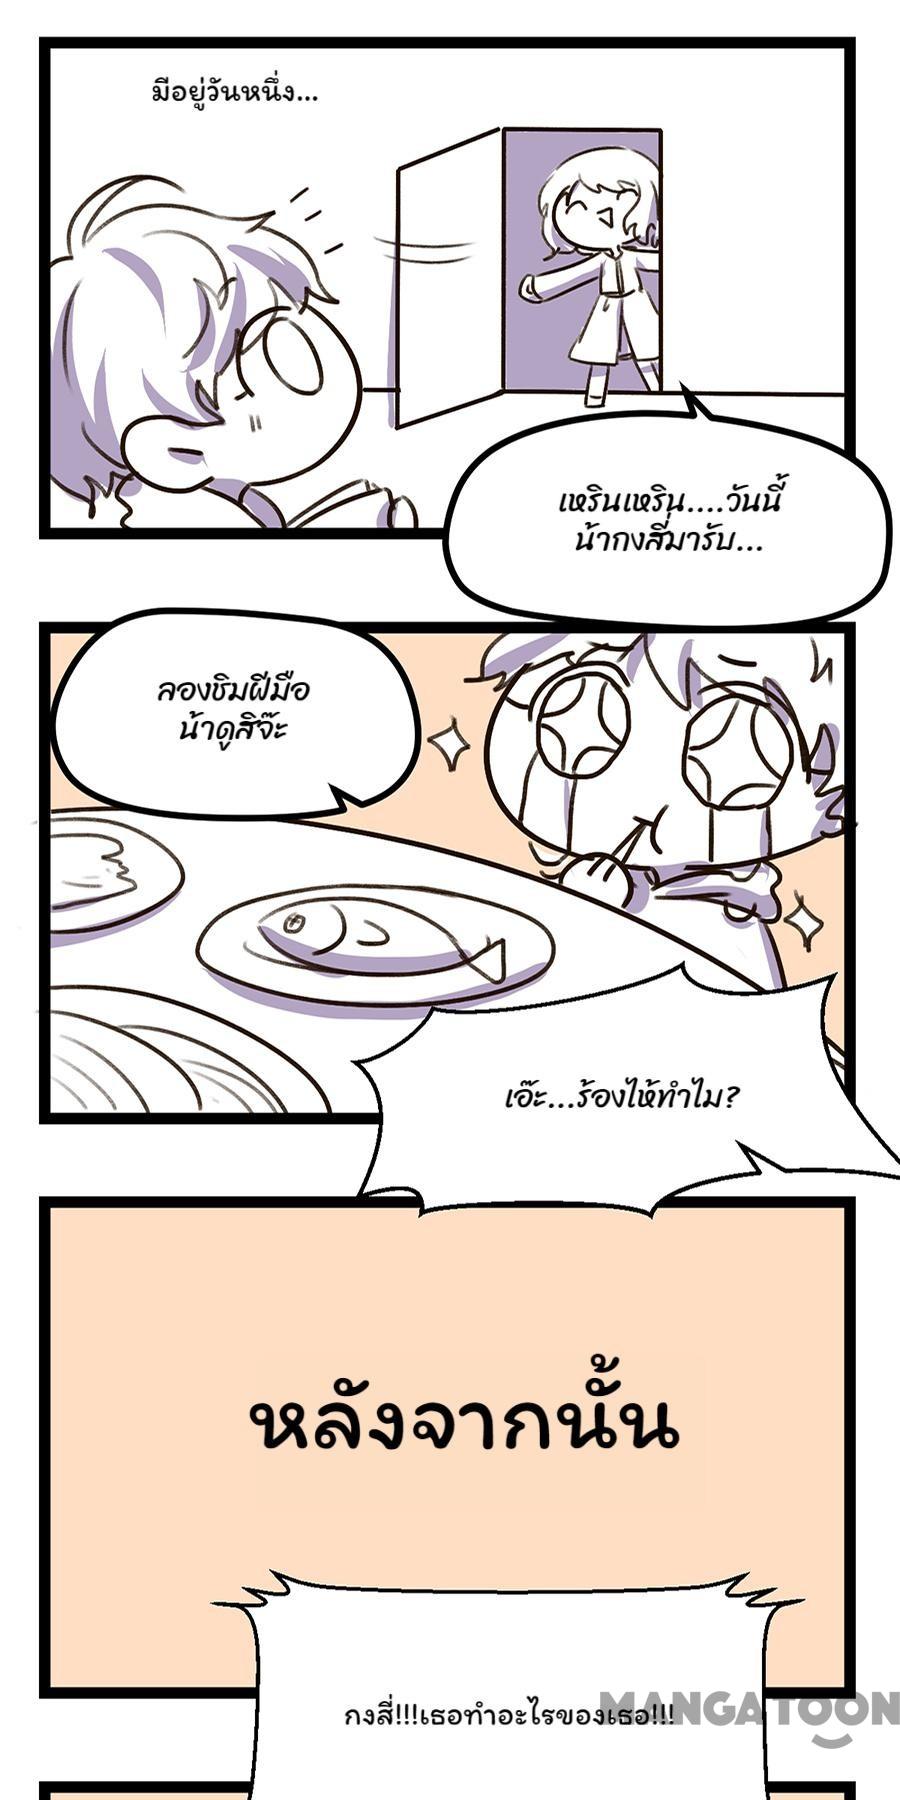 มีอยู่วันหนึ่ง...
เหรินเหริน....วันนี้
น้ากงสี่มารับ...
ลองชิมฝีมือ
น้าดูสิจ๊ะ
เอ๊ะ...ร้องไห้ทำไม?
หลังจากนั้น
กงสี่!!!เธอทำอะไรของเธอ!!!
MANGATOON